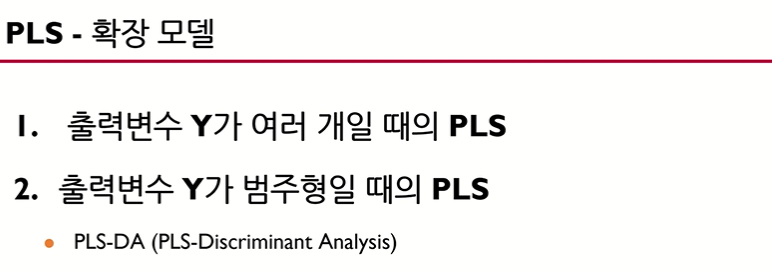 PLS - 확장 모델
1. 출력변수 Y가 여러 개일 때의 PLS
2. 출력변수 Y가 범주형일 때의 PLS
• PLS-DA (PLS-Discriminant Analysis)